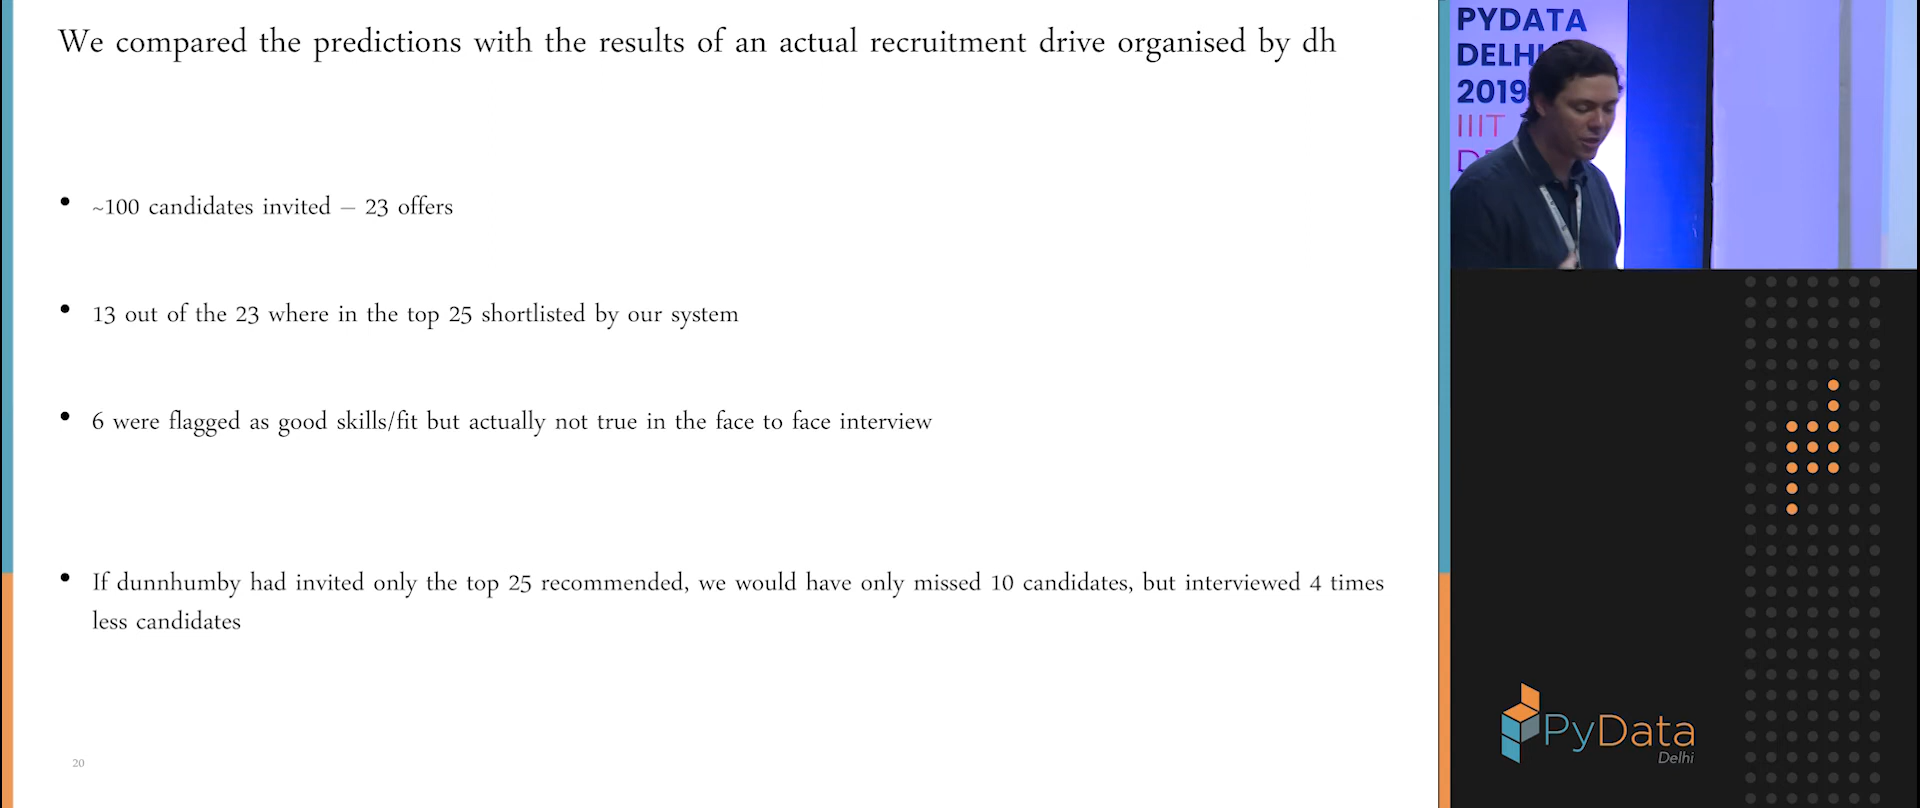 We compared the predictions with the results of an actual recruitment drive organised by dh
• ~100 candidates invited – 23 offers
• 13 out of the 23 where in the top 25 shortlisted by our system
• 6 were flagged as good skills/fit but actually not true in the face to face interview
• If dunnhumby had invited only the top 25 recommended, we would have only missed 10 candidates, but interviewed 4 times
less candidates
20
PYDATA
DELHI
2019
IIIT
PyData
Delhi